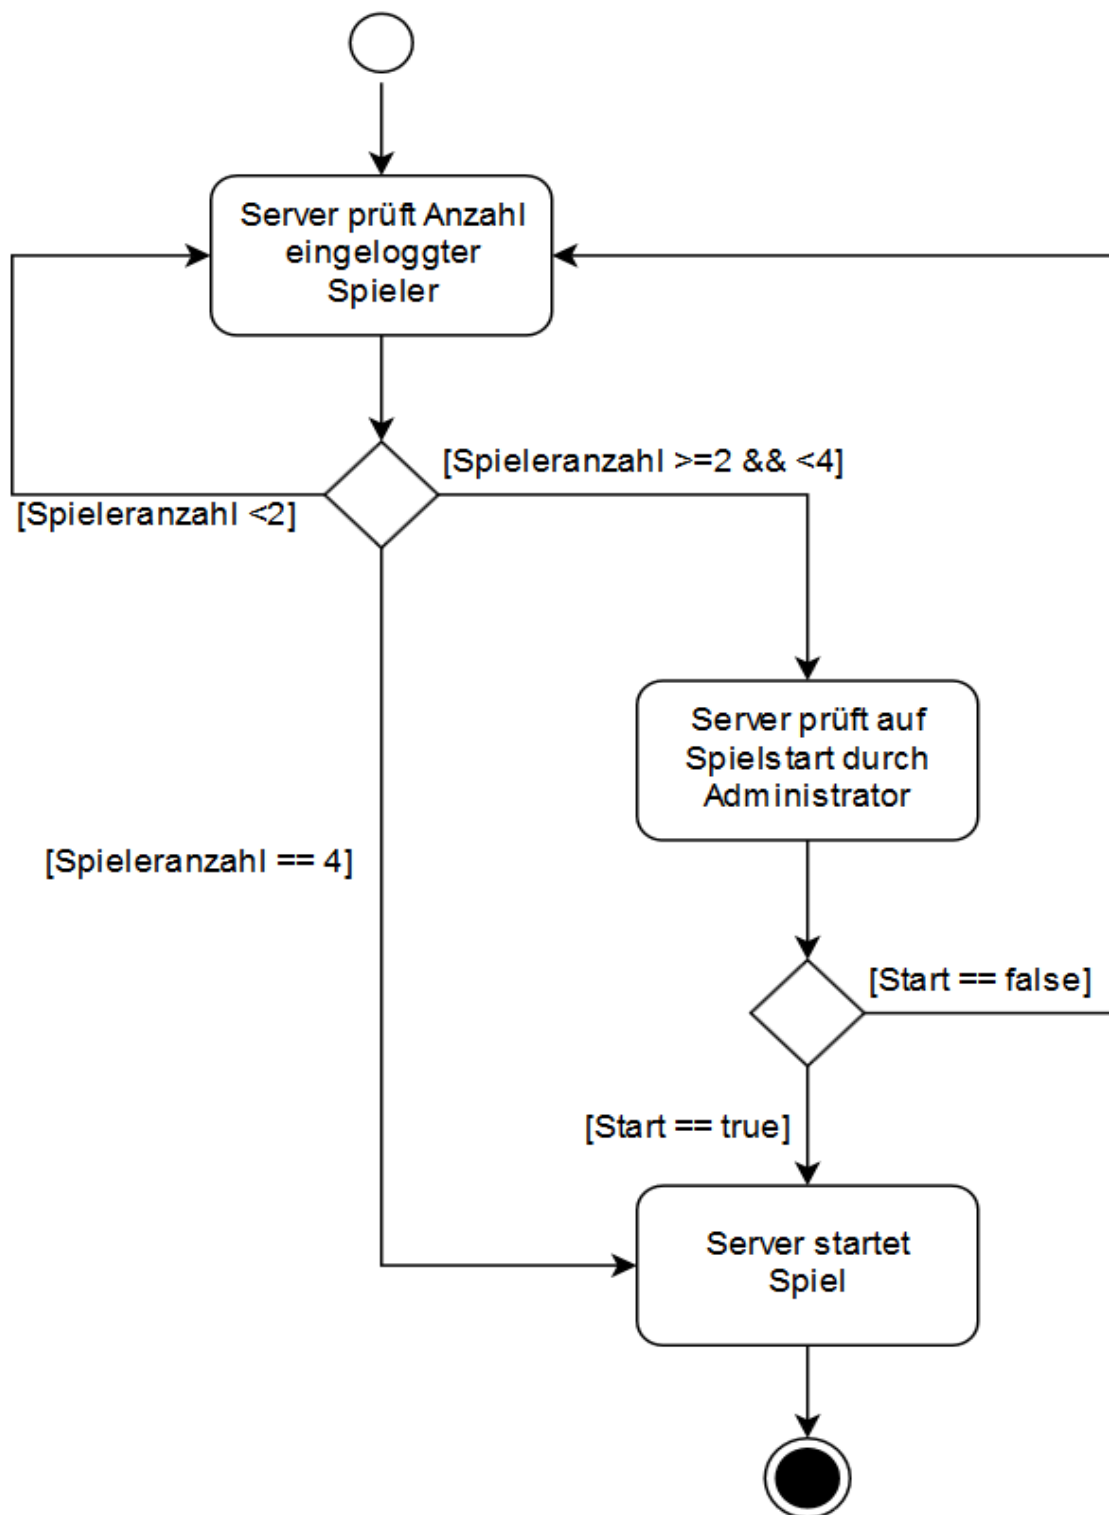 Server prüft Anzahl
eingeloggter
Spieler
[Spieleranzahl >=2 && <4]
[Spieleranzahl <2]
Server prüft auf
Spielstart durch
Administrator
[Spieleranzahl == 4]
[Start == false]
[Start == true]
Server startet
Spiel